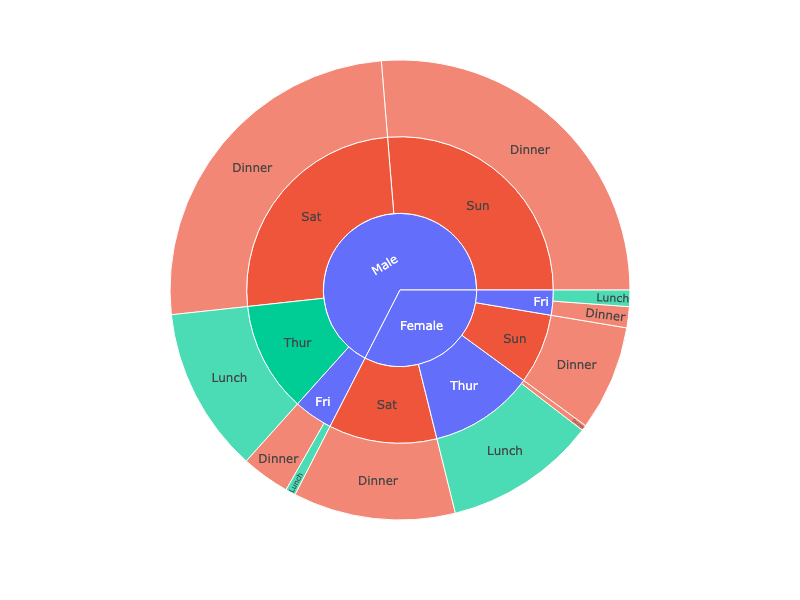 Dinner
Dinner
Sun
Sat
Male
Lunch
Fri
Dinner
Female
Sun
Thur
Dinner
Lunch
Thur
Fri
Sat
Lunch
Dinner
Dinner
Lunch